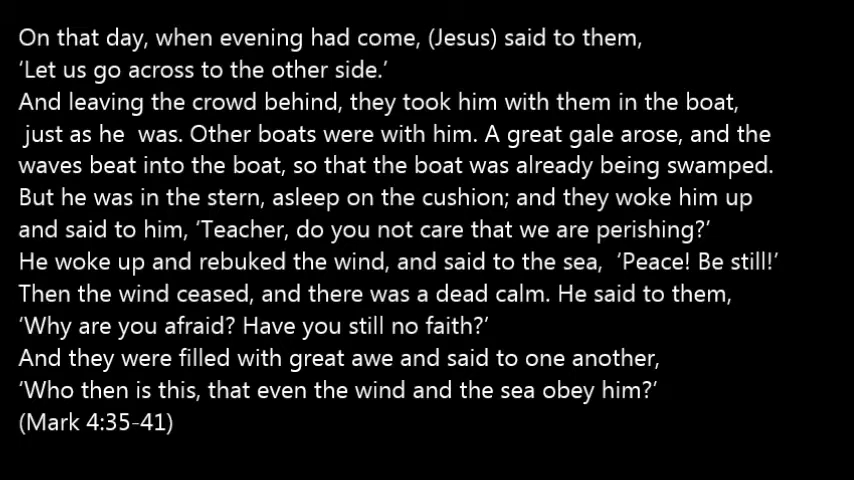 On that day, when evening had come, (Jesus) said to them,
‘Let us go across to the other side.’
And leaving the crowd behind, they took him with them in the boat,
just as he  was. Other boats were with him. A great gale arose, and the
waves beat into the boat, so that the boat was already being swamped.
But he was in the stern, asleep on the cushion; and they woke him up
and said to him, ‘Teacher, do you not care that we are perishing?’
He woke up and rebuked the wind, and said to the sea,  ‘Peace! Be still!’
Then the wind ceased, and there was a dead calm. He said to them,
‘Why are you afraid? Have you still no faith?’
And they were filled with great awe and said to one another,
‘Who then is this, that even the wind and the sea obey him?’
(Mark 4:35-41)